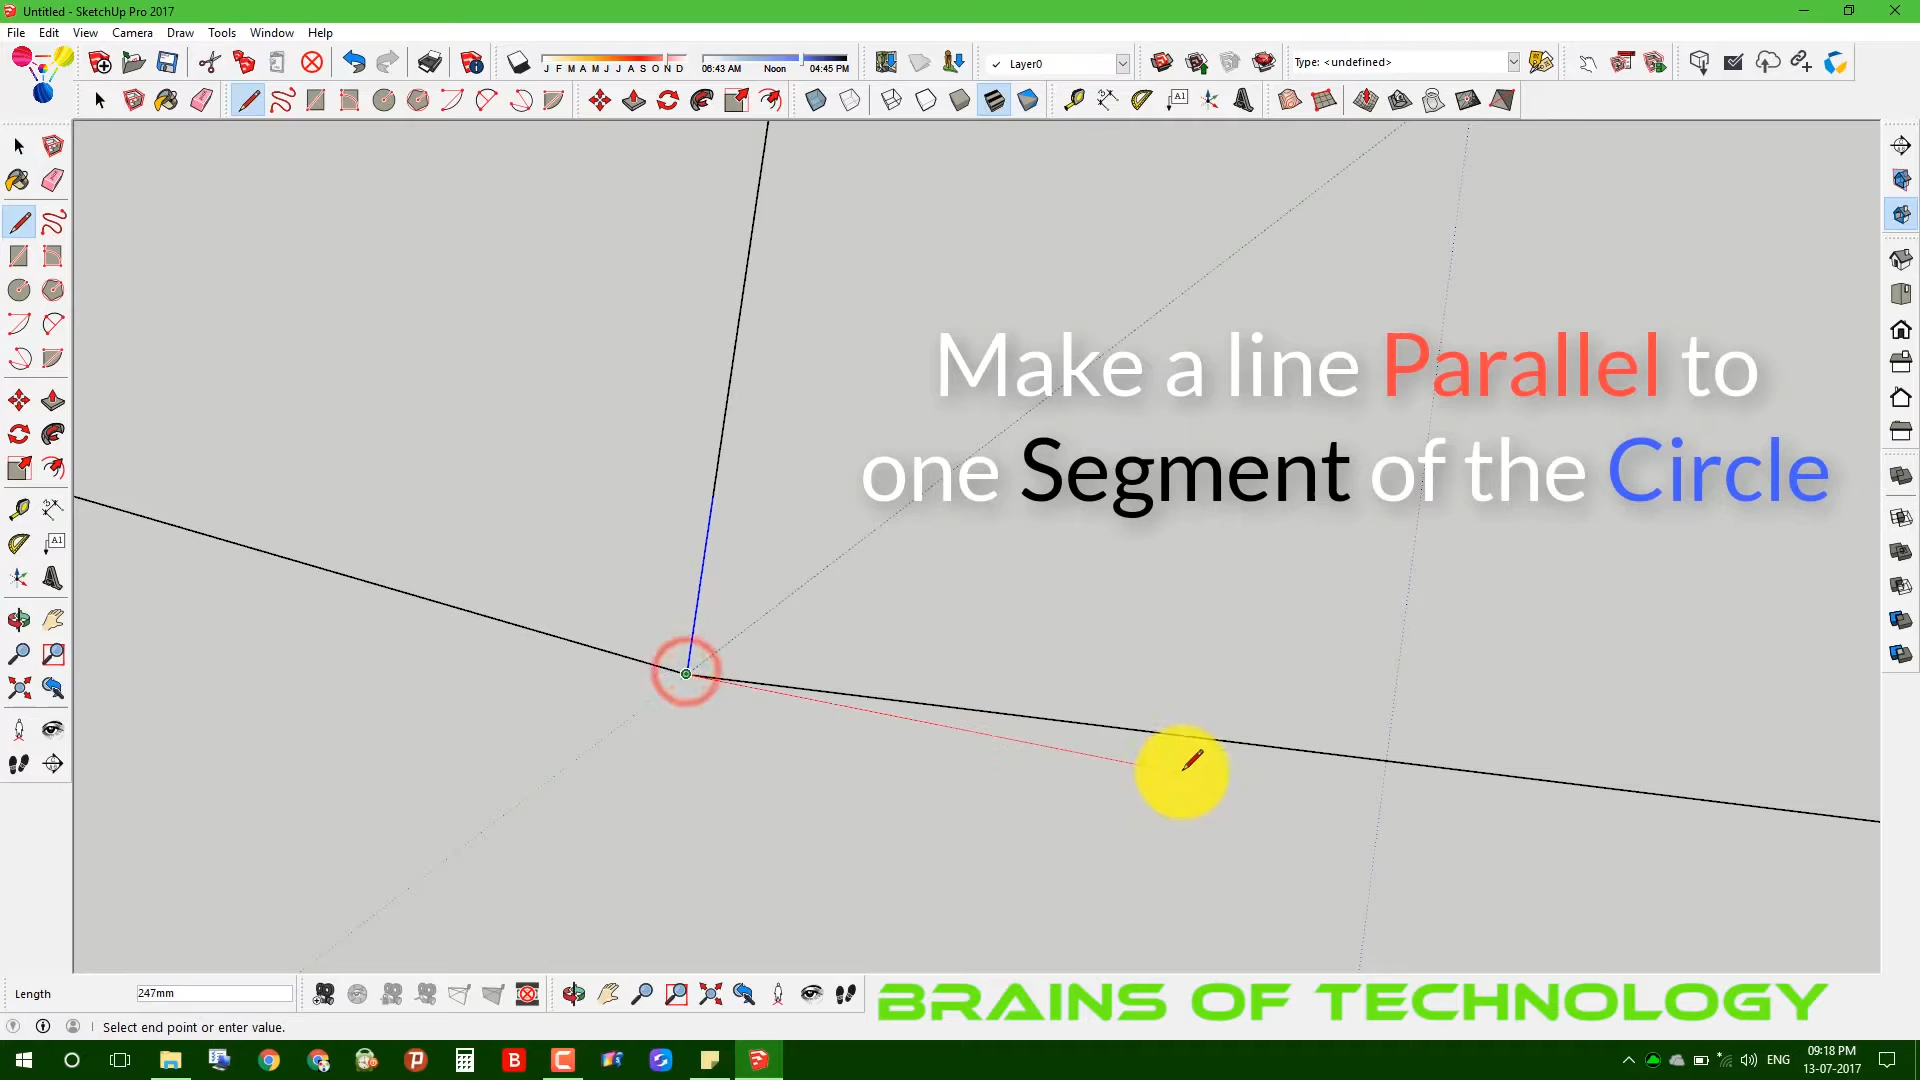 Untitled - SketchUp Pro 2017
File Edit View Camera Draw Tools Window Help
J F M A M J J A S O N D
06:43 AM Noon 04:45 PM
✓ Layer0
Type: <undefined>
A1
A1
Make a line Parallel to
one Segment of the Circle
Length 247mm
BRAINS OF TECHNOLOGY
Select end point or enter value.
ENG
09:18 PM
13-07-2017